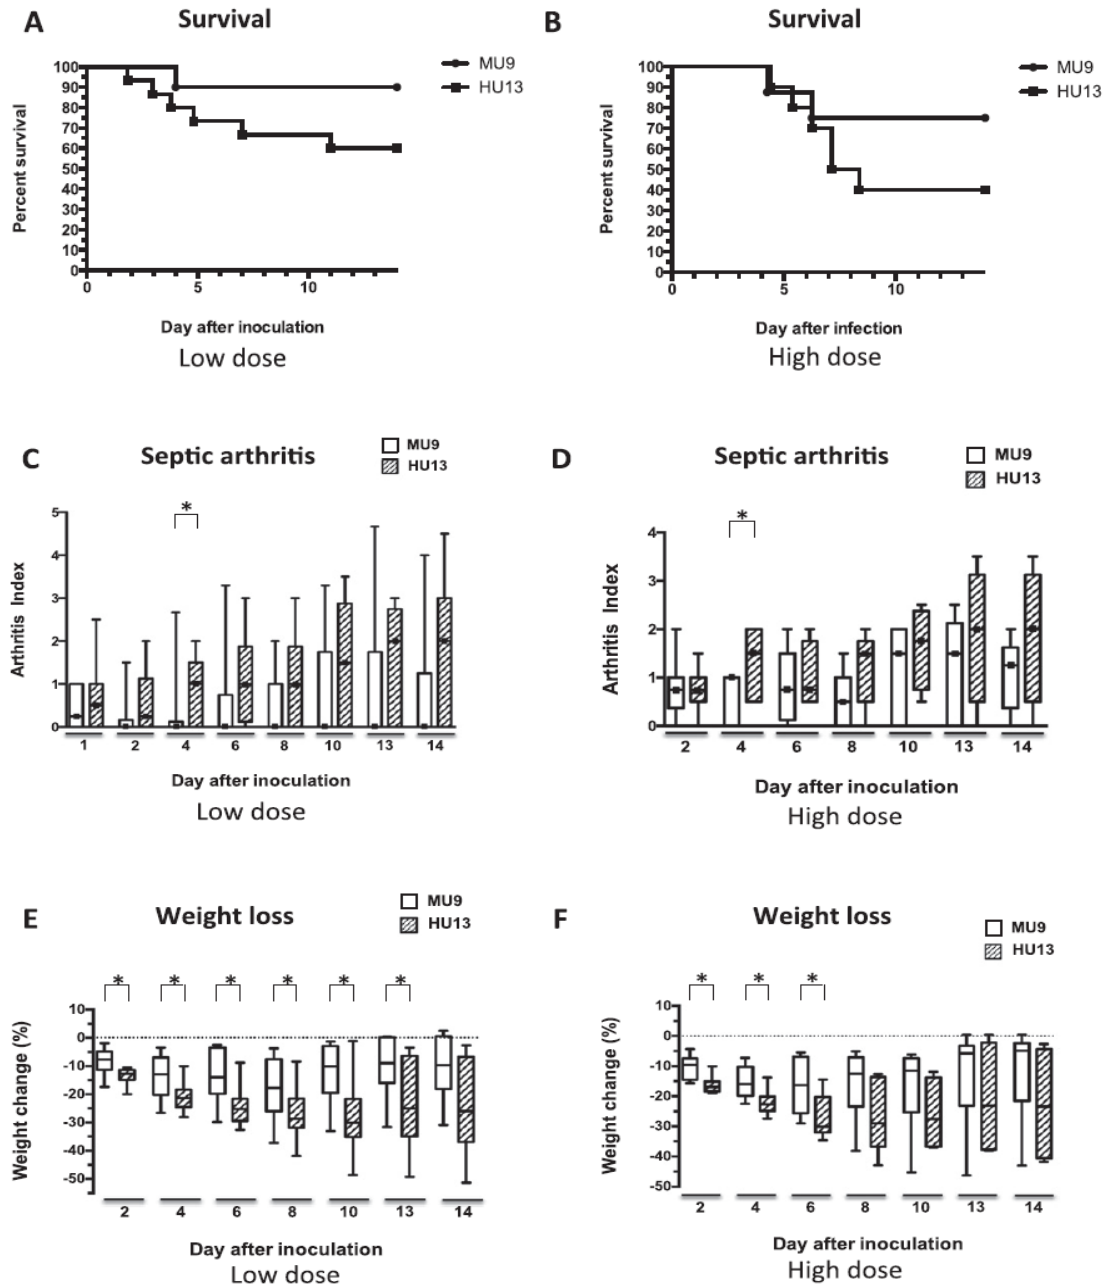 A
Survival
MU9
HU13
Percent survival
100
90
80
70
60
50
40
30
20
10
0
0 5 10
Day after inoculation
Low dose
B
Survival
MU9
HU13
Percent survival
100
90
80
70
60
50
40
30
20
10
0
0 5 10
Day after infection
High dose
C
Septic arthritis
MU9
HU13
*
Arthritis Index
5
4
3
2
1
0
1 2 4 6 8 10 13 14
Day after inoculation
Low dose
D
Septic arthritis
MU9
HU13
*
Arthritis Index
4
3
2
1
0
2 4 6 8 10 13 14
Day after inoculation
High dose
E
Weight loss
MU9
HU13
* * * * * *
Weight change (%)
10
0
-10
-20
-30
-40
-50
2 4 6 8 10 13 14
Day after inoculation
Low dose
F
Weight loss
MU9
HU13
* * *
Weight change (%)
10
0
-10
-20
-30
-40
-50
2 4 6 8 10 13 14
Day after inoculation
High dose